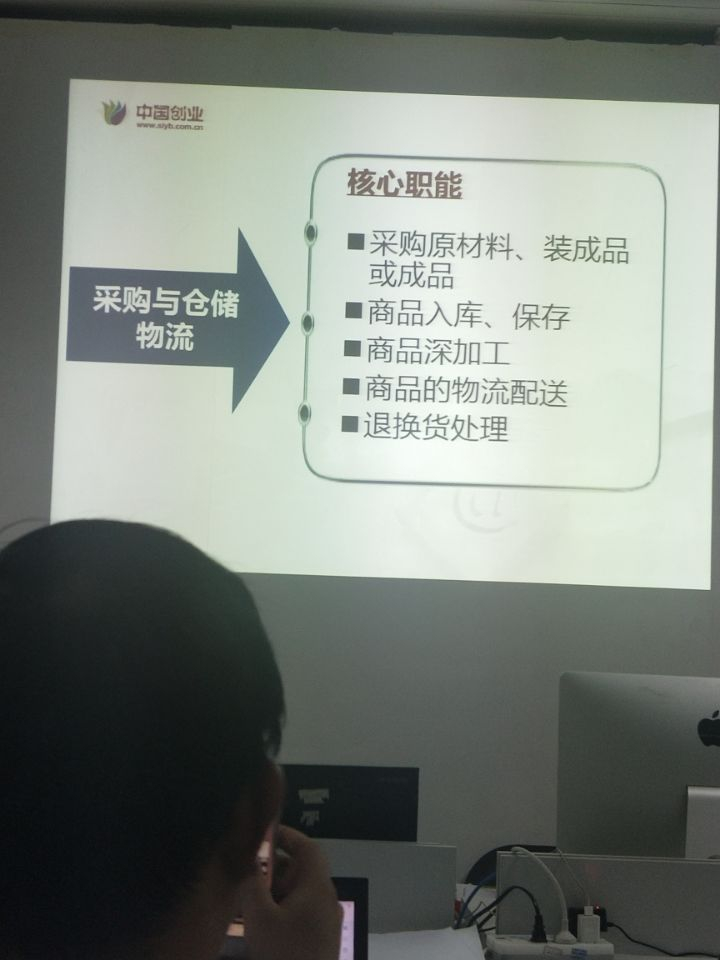 中国创业
www.siyb.com.cn
核心职能
■采购原材料、装成品
或成品
■商品入库、保存
■商品深加工
■商品的物流配送
■退换货处理
采购与仓储
物流